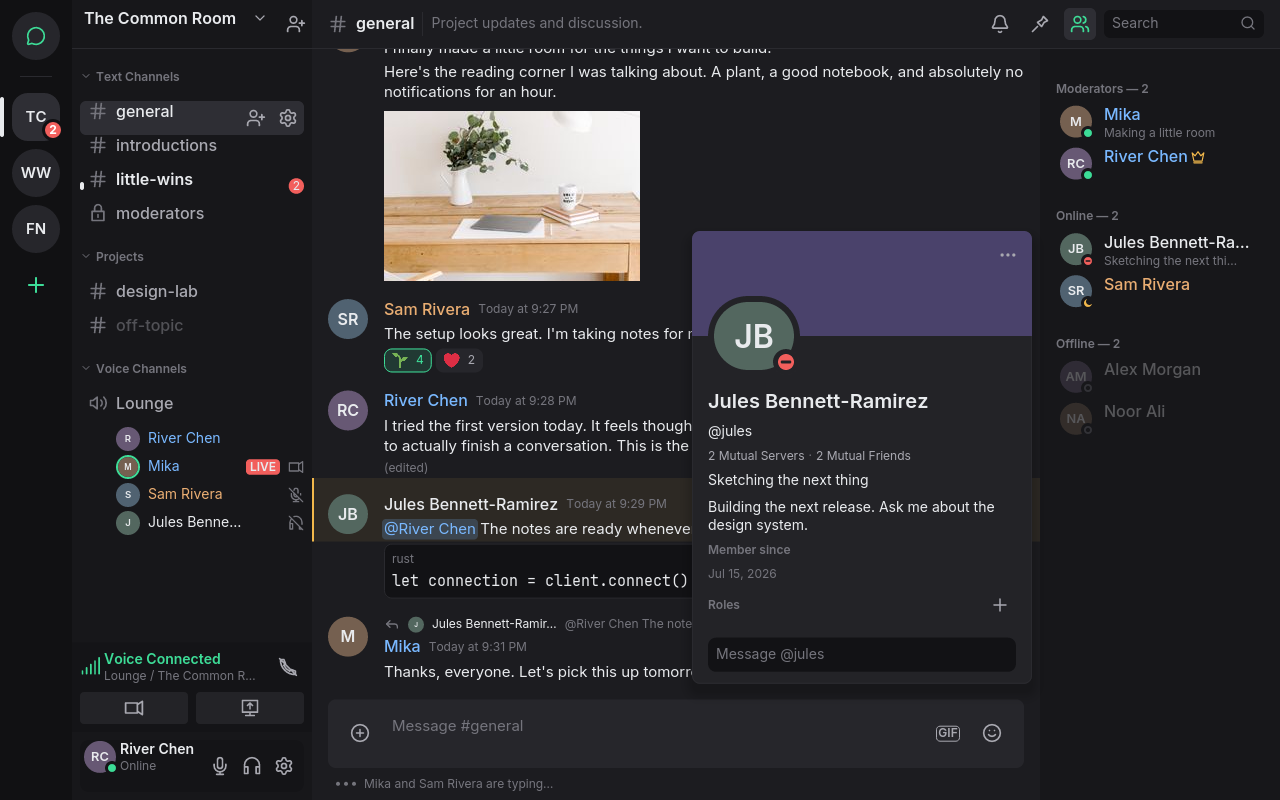 The Common Room
TC
2
WW
FN
Text Channels
general
introductions
little-wins
2
moderators
Projects
design-lab
off-topic
Voice Channels
Lounge
R
River Chen
M
Mika
LIVE
S
Sam Rivera
J
Jules Benne...
Voice Connected
Lounge / The Common R...
RC
River Chen
Online
# general
Project updates and discussion.
Search
I finally made a little room for the things I want to build.
Here's the reading corner I was talking about. A plant, a good notebook, and absolutely no
notifications for an hour.
SR
Sam Rivera Today at 9:27 PM
The setup looks great. I'm taking notes for
4
2
RC
River Chen Today at 9:28 PM
I tried the first version today. It feels
to actually finish a conversation. This is the
(edited)
JB
Jules Bennett-Ramirez Today at 9:29 PM
@River Chen The notes are ready
rust
let connection = client.connect()
J
Jules Bennett-Ramir... @River Chen The note
M
Mika Today at 9:31 PM
Thanks, everyone. Let's pick this up
Message #general
GIF
Mika and Sam Rivera are typing...
JB
Jules Bennett-Ramirez
@jules
2 Mutual Servers · 2 Mutual Friends
Sketching the next thing
Building the next release. Ask me about the
design system.
Member since
Jul 15, 2026
Roles
Message @jules
Moderators — 2
M
Mika
Making a little room
RC
River Chen
Online — 2
JB
Jules Bennett-Ra...
Sketching the next thi...
SR
Sam Rivera
Offline — 2
AM
Alex Morgan
NA
Noor Ali